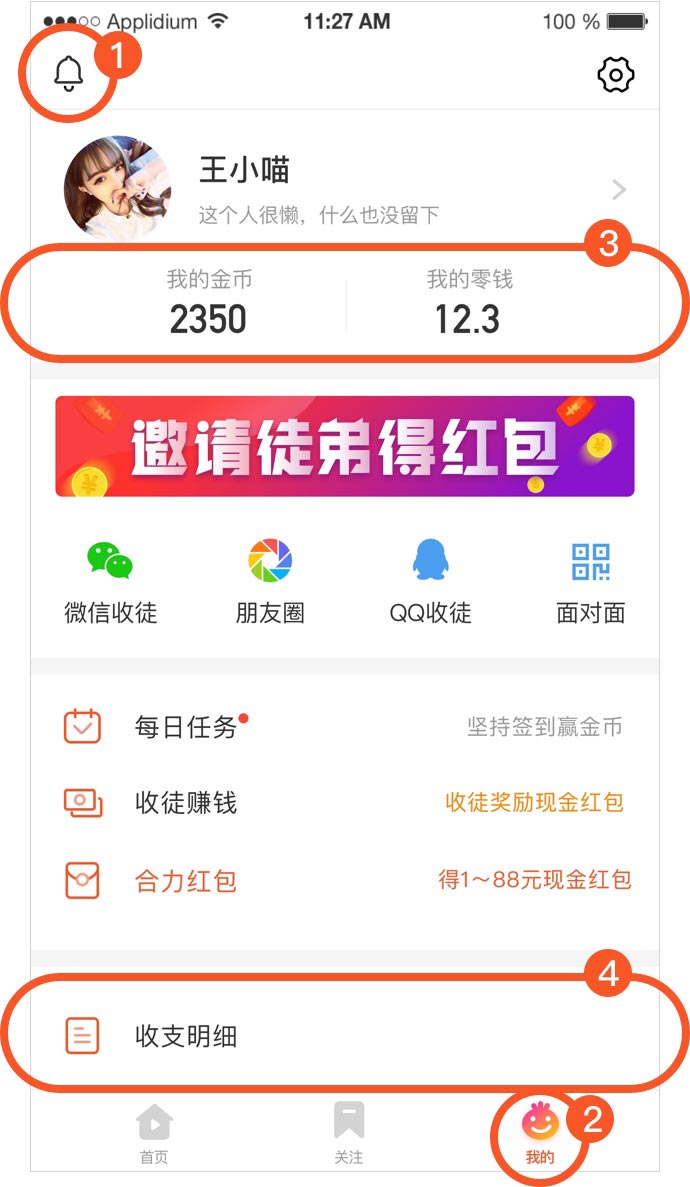 Applidium 11:27 AM 100 %
1
王小喵
这个人很懒，什么也没留下
3
我的金币 我的零钱
2350 12.3
邀请徒弟得红包
微信收徒 朋友圈 QQ收徒 面对面
每日任务 坚持签到赢金币
收徒赚钱 收徒奖励现金红包
合力红包 得1～88元现金红包
4
收支明细
2
首页 关注 我的